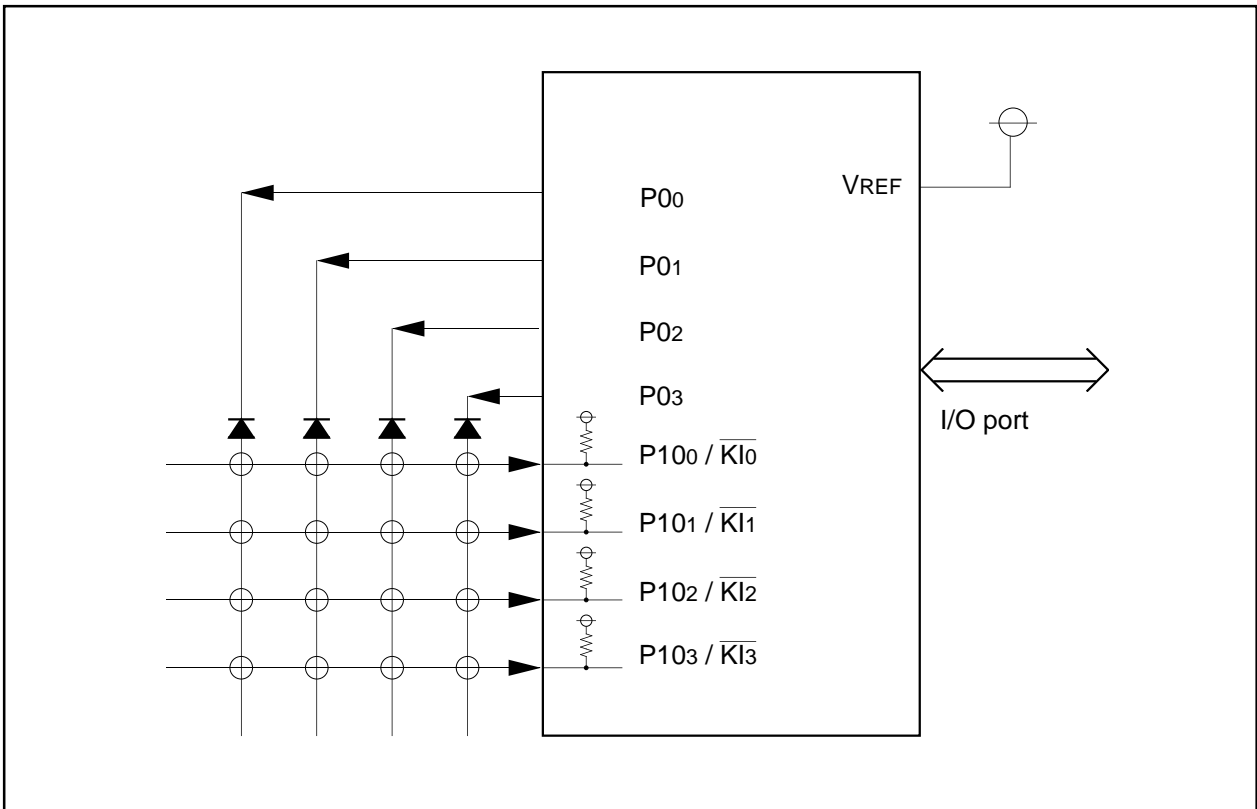 P00
VREF
P01
P02
P03
I/O port
P100 / KI0
P101 / KI1
P102 / KI2
P103 / KI3